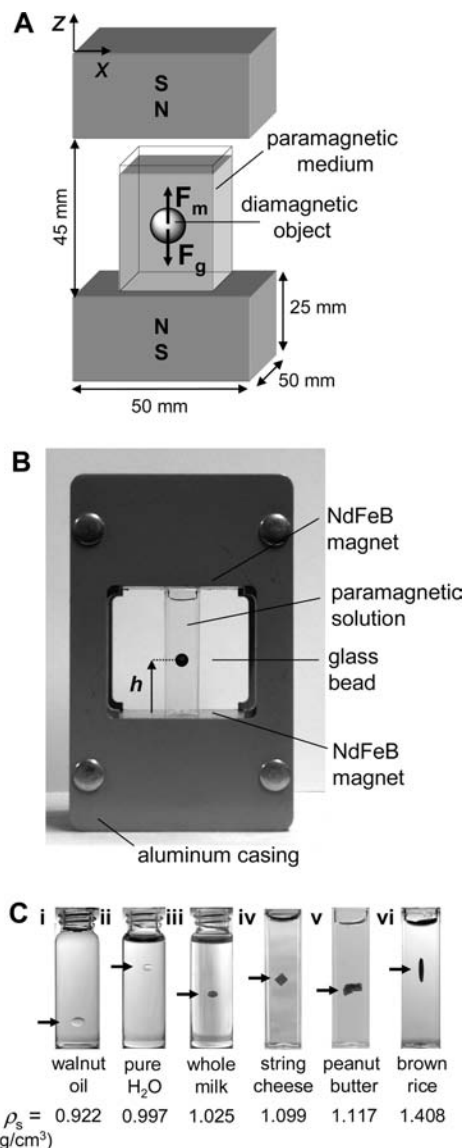 A
Z
X
S
N
paramagnetic
medium
45 mm
F m
diamagnetic
object
F g
N
S
25 mm
50 mm
50 mm
B
NdFeB
magnet
paramagnetic
solution
glass
bead
h
NdFeB
magnet
aluminum casing
C
i ii iii iv v vi
walnut oil
pure H2O
whole milk
string cheese
peanut butter
brown rice
ρs = 0.922 0.997 1.025 1.099 1.117 1.408
g/cm³)